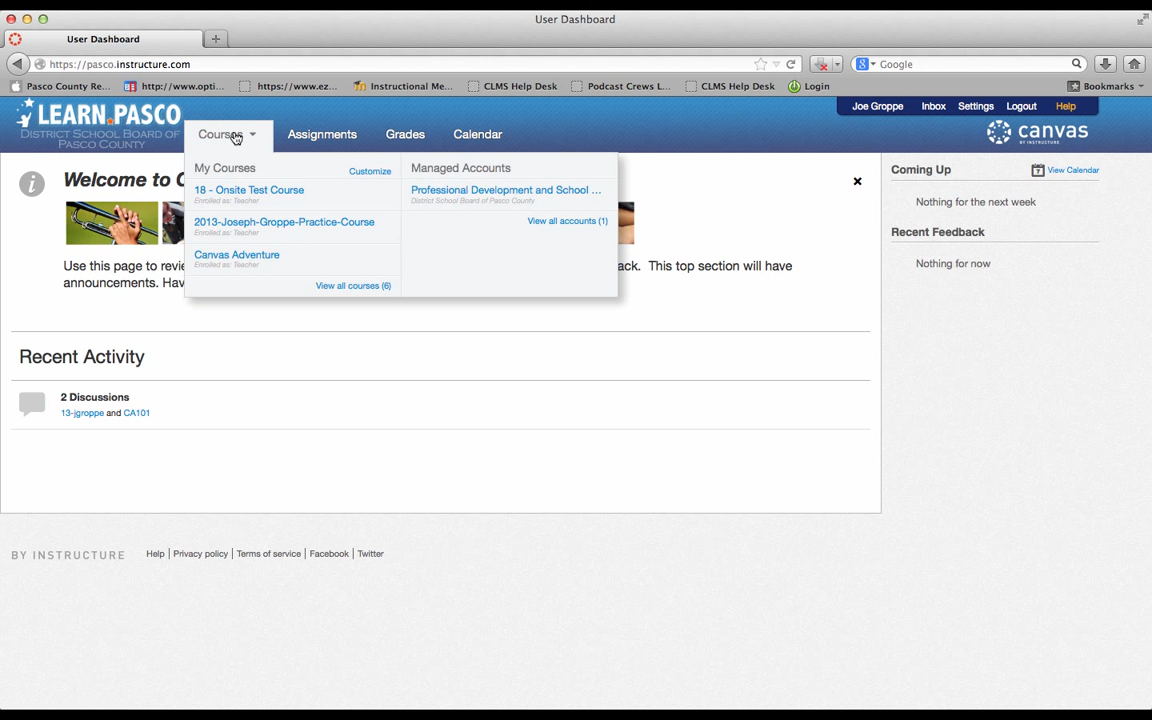 User Dashboard
User Dashboard
https://pasco.instructure.com
Google
Pasco County Re...
http://www.opti...
https://www.ez...
Instructional Me...
CLMS Help Desk
Podcast Crews L...
CLMS Help Desk
Login
Bookmarks
LEARN.PASCO
DISTRICT SCHOOL BOARD OF
PASCO COUNTY
Joe Groppe
Inbox
Settings
Logout
Help
Courses
Assignments
Grades
Calendar
canvas
BY INSTRUCTURE
My Courses
Customize
18 - Onsite Test Course
Enrolled as: Teacher
2013-Joseph-Groppe-Practice-Course
Enrolled as: Teacher
Canvas Adventure
Enrolled as: Teacher
View all courses (6)
Managed Accounts
Professional Development and School ...
District School Board of Pasco County
View all accounts (1)
Welcome to C
Use this page to revie
ack. This top section will have
announcements. Hav
Recent Activity
2 Discussions
13-jgroppe and CA101
Coming Up
View Calendar
Nothing for the next week
Recent Feedback
Nothing for now
BY INSTRUCTURE
Help | Privacy policy | Terms of service | Facebook | Twitter